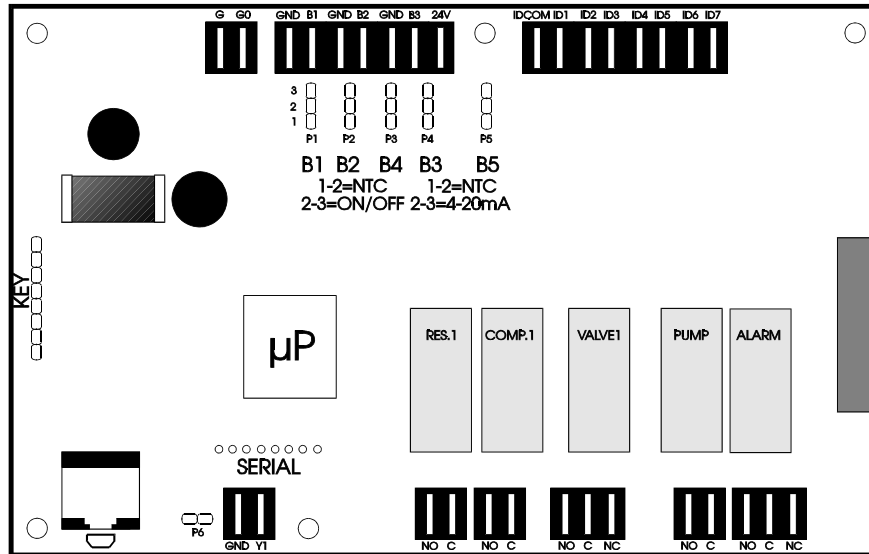 G G0 GND B1 GND B2 GND B3 24V IDCOM ID1 ID2 ID3 ID4 ID5 ID6 ID7
3
2
1
P1 P2 P3 P4 P5
B1 B2 B4 B3 B5
1-2=NTC 1-2=NTC
2-3=ON/OFF 2-3=4-20mA
KEY
µP
RES.1 COMP.1 VALVE1 PUMP ALARM
SERIAL
P6
GND Y1
NO C NO C NO C NC NO C NO C NC